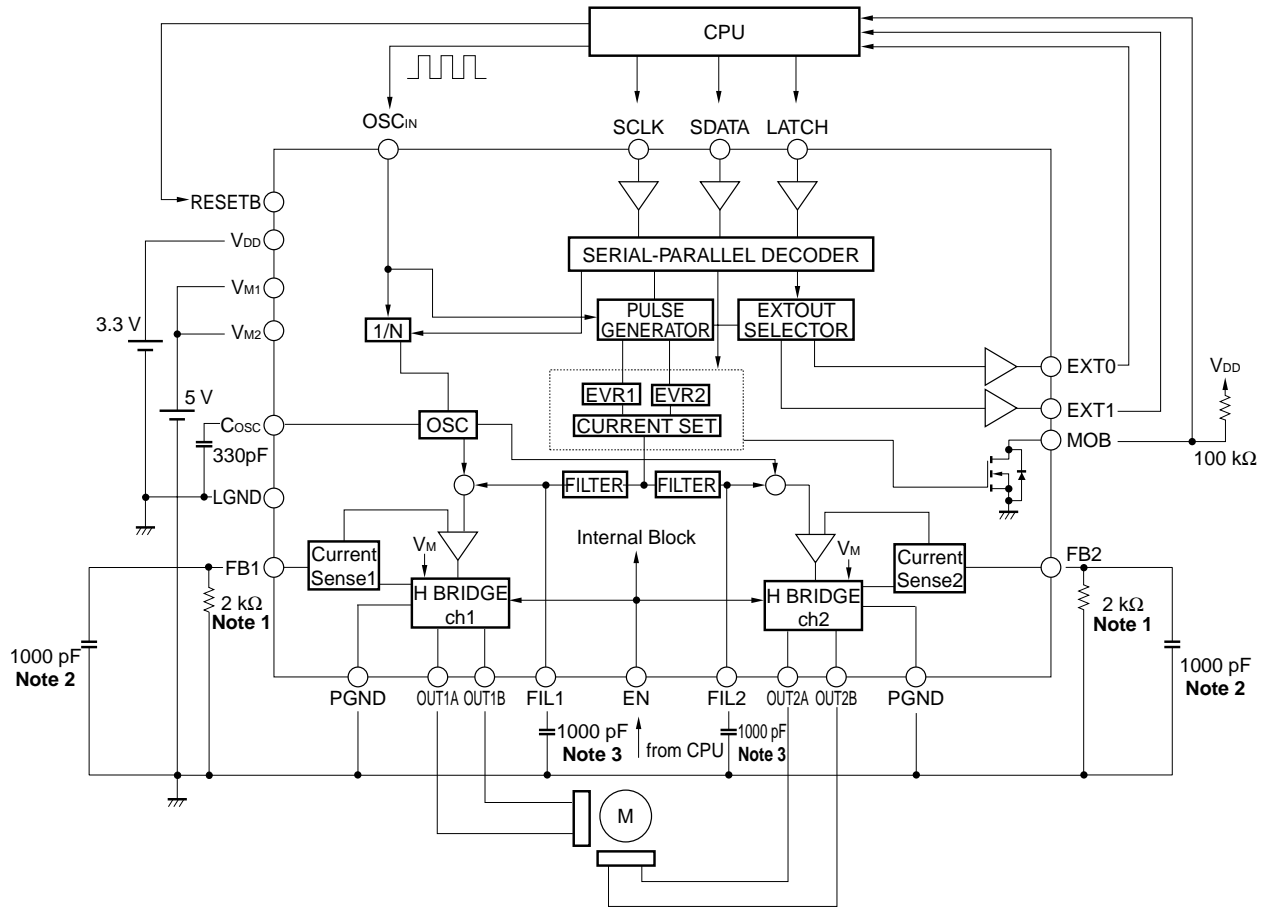 CPU
OSCIN
SCLK
SDATA
LATCH
RESETB
VDD
SERIAL-PARALLEL DECODER
VM1
3.3 V
VM2
1/N
PULSE
GENERATOR
EXTOUT
SELECTOR
EXT0
VDD
5 V
EVR1
EVR2
EXT1
COSC
OSC
CURRENT SET
MOB
330pF
100 kΩ
LGND
FILTER
FILTER
Internal Block
FB1
Current
Sense1
VM
VM
Current
Sense2
FB2
2 kΩ
Note 1
H BRIDGE
ch1
H BRIDGE
ch2
2 kΩ
Note 1
1000 pF
Note 2
1000 pF
Note 2
PGND
OUT1A
OUT1B
FIL1
EN
FIL2
OUT2A
OUT2B
PGND
1000 pF
Note 3
from CPU
1000 pF
Note 3
M